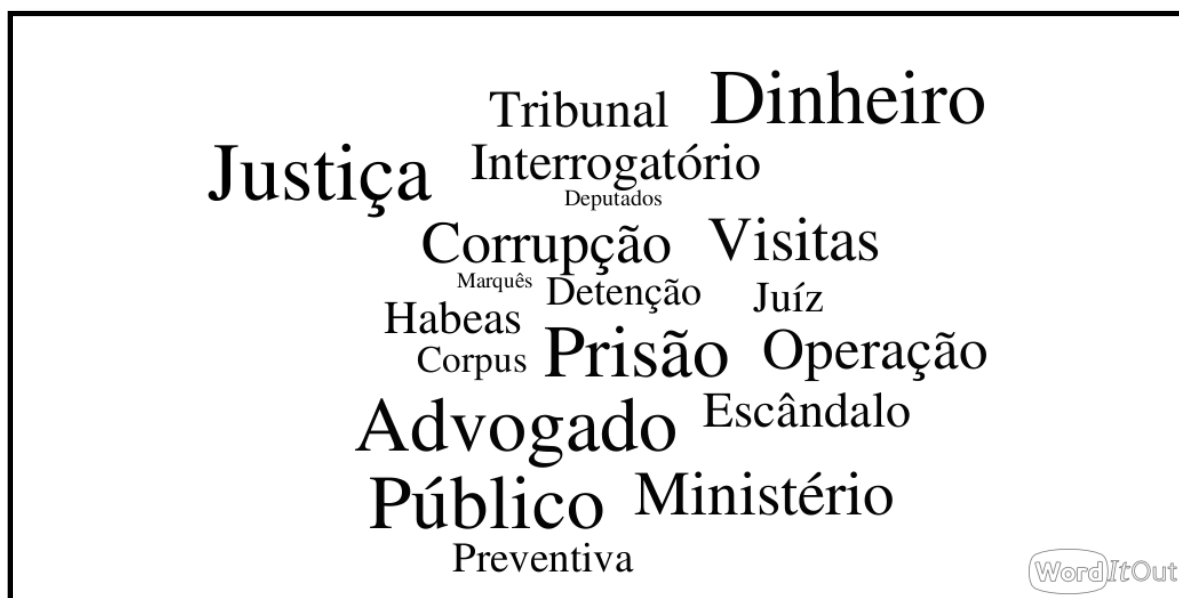 Tribunal Dinheiro
Justiça Interrogatório
Deputados
Corrupção Visitas
Marquês Detenção Juíz
Habeas
Corpus Prisão Operação
Advogado Escândalo
Público Ministério
Preventiva
WordItOut